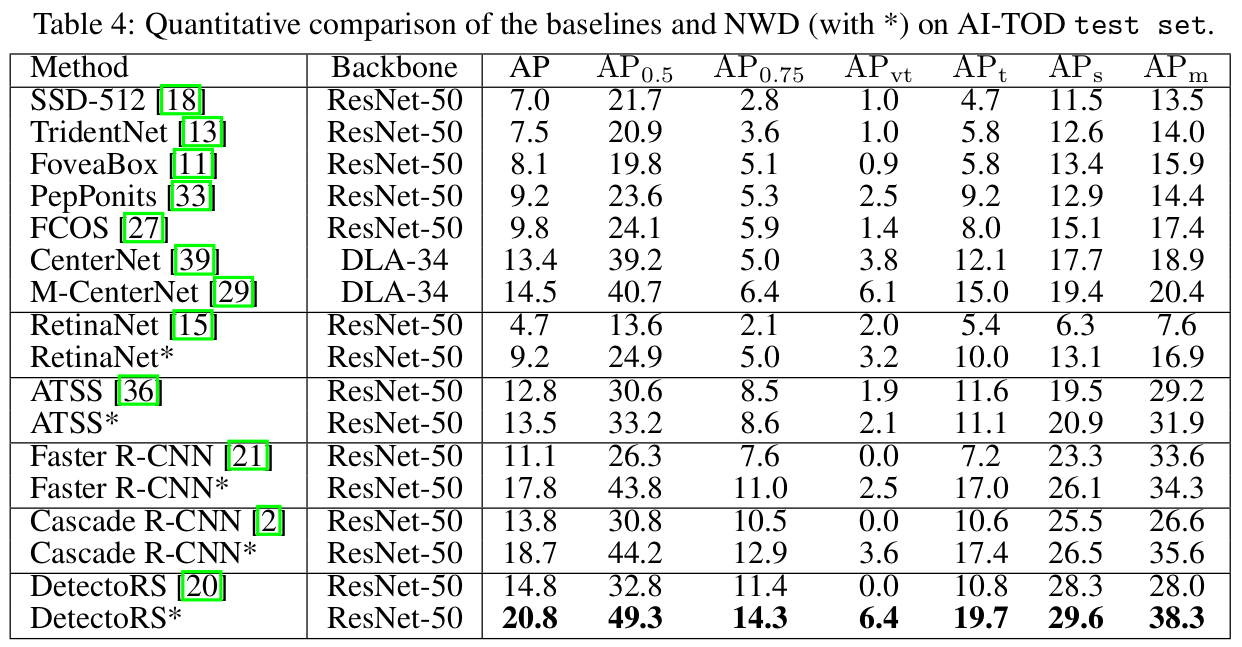 Table 4: Quantitative comparison of the baselines and NWD (with *) on AI-TOD test set.
Method Backbone AP AP0.5 AP0.75 APvt APt APs APm
SSD-512 [18] ResNet-50 7.0 21.7 2.8 1.0 4.7 11.5 13.5
TridentNet [13] ResNet-50 7.5 20.9 3.6 1.0 5.8 12.6 14.0
FoveaBox [11] ResNet-50 8.1 19.8 5.1 0.9 5.8 13.4 15.9
PepPonits [33] ResNet-50 9.2 23.6 5.3 2.5 9.2 12.9 14.4
FCOS [27] ResNet-50 9.8 24.1 5.9 1.4 8.0 15.1 17.4
CenterNet [39] DLA-34 13.4 39.2 5.0 3.8 12.1 17.7 18.9
M-CenterNet [29] DLA-34 14.5 40.7 6.4 6.1 15.0 19.4 20.4
RetinaNet [15] ResNet-50 4.7 13.6 2.1 2.0 5.4 6.3 7.6
RetinaNet* ResNet-50 9.2 24.9 5.0 3.2 10.0 13.1 16.9
ATSS [36] ResNet-50 12.8 30.6 8.5 1.9 11.6 19.5 29.2
ATSS* ResNet-50 13.5 33.2 8.6 2.1 11.1 20.9 31.9
Faster R-CNN [21] ResNet-50 11.1 26.3 7.6 0.0 7.2 23.3 33.6
Faster R-CNN* ResNet-50 17.8 43.8 11.0 2.5 17.0 26.1 34.3
Cascade R-CNN [2] ResNet-50 13.8 30.8 10.5 0.0 10.6 25.5 26.6
Cascade R-CNN* ResNet-50 18.7 44.2 12.9 3.6 17.4 26.5 35.6
DetectoRS [20] ResNet-50 14.8 32.8 11.4 0.0 10.8 28.3 28.0
DetectoRS* ResNet-50 20.8 49.3 14.3 6.4 19.7 29.6 38.3